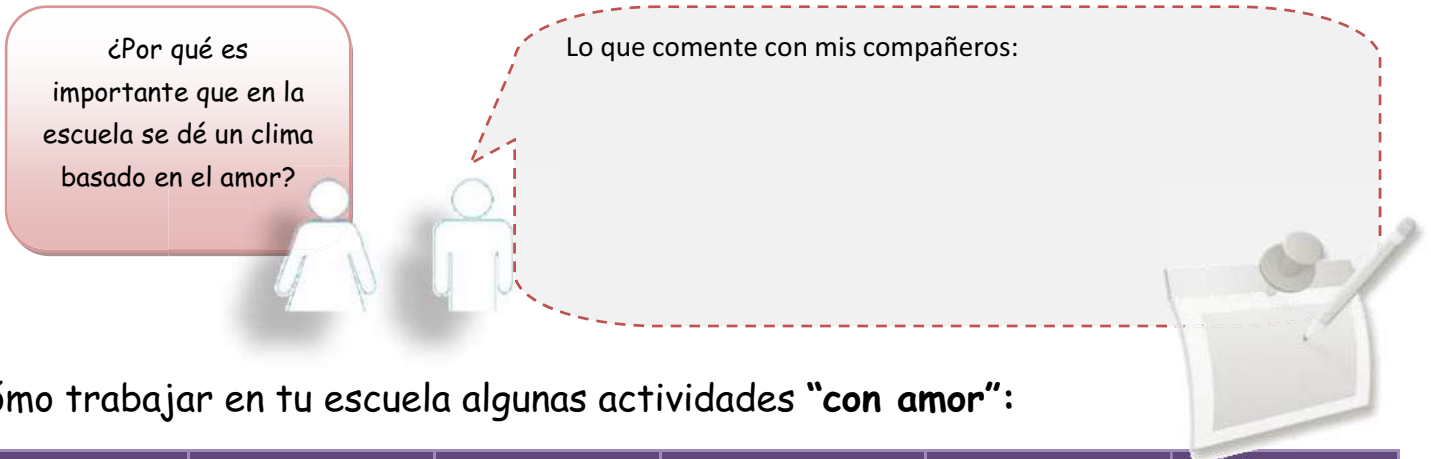 ¿Por qué es
importante que en la
escuela se dé un clima
basado en el amor?
Lo que comente con mis compañeros:
ómo trabajar en tu escuela algunas actividades “con amor”: